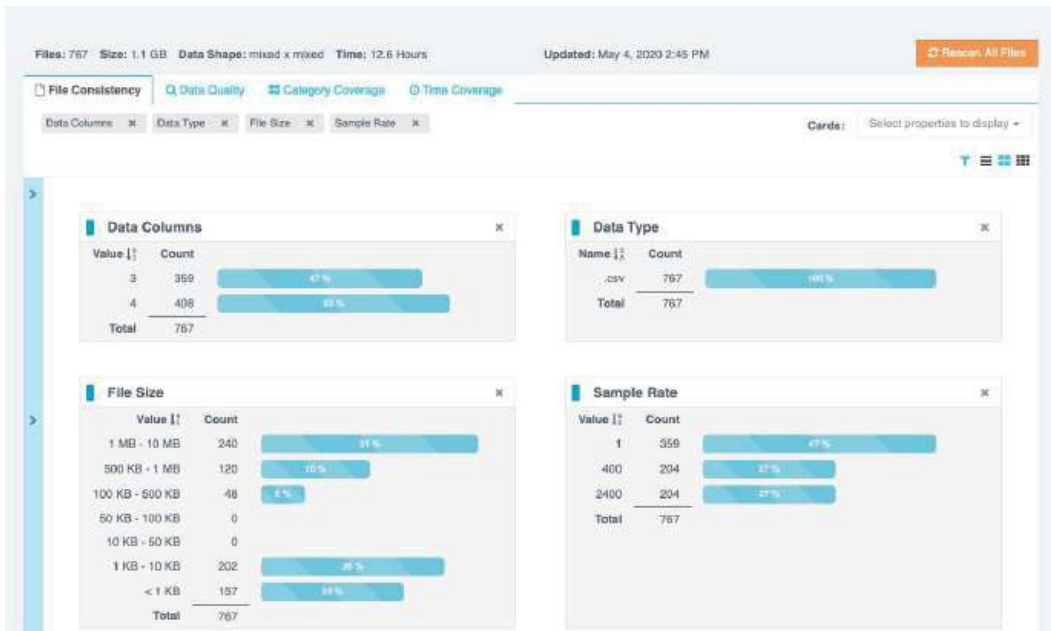 Files: 767 Size: 1.1 GB Data Shape: mixed x mixed Time: 12.6 Hours Updated: May 4, 2020 2:45 PM Rescan All Files
File Consistency Data Quality Category Coverage Time Coverage
Data Columns × Data Type × File Size × Sample Rate × Cards: Select properties to display
Data Columns ×
Value Count
3 359 47 %
4 408 53 %
Total 767
Data Type ×
Name Count
.csv 767 100 %
Total 767
File Size ×
Value Count
1 MB - 10 MB 240 31 %
500 KB - 1 MB 120
100 KB - 500 KB 48 6 %
50 KB - 100 KB 0
10 KB - 50 KB 0
1 KB - 10 KB 202
< 1 KB 157
Total 767
Sample Rate ×
Value Count
1 359 47 %
400 204 27 %
2400 204 27 %
Total 767